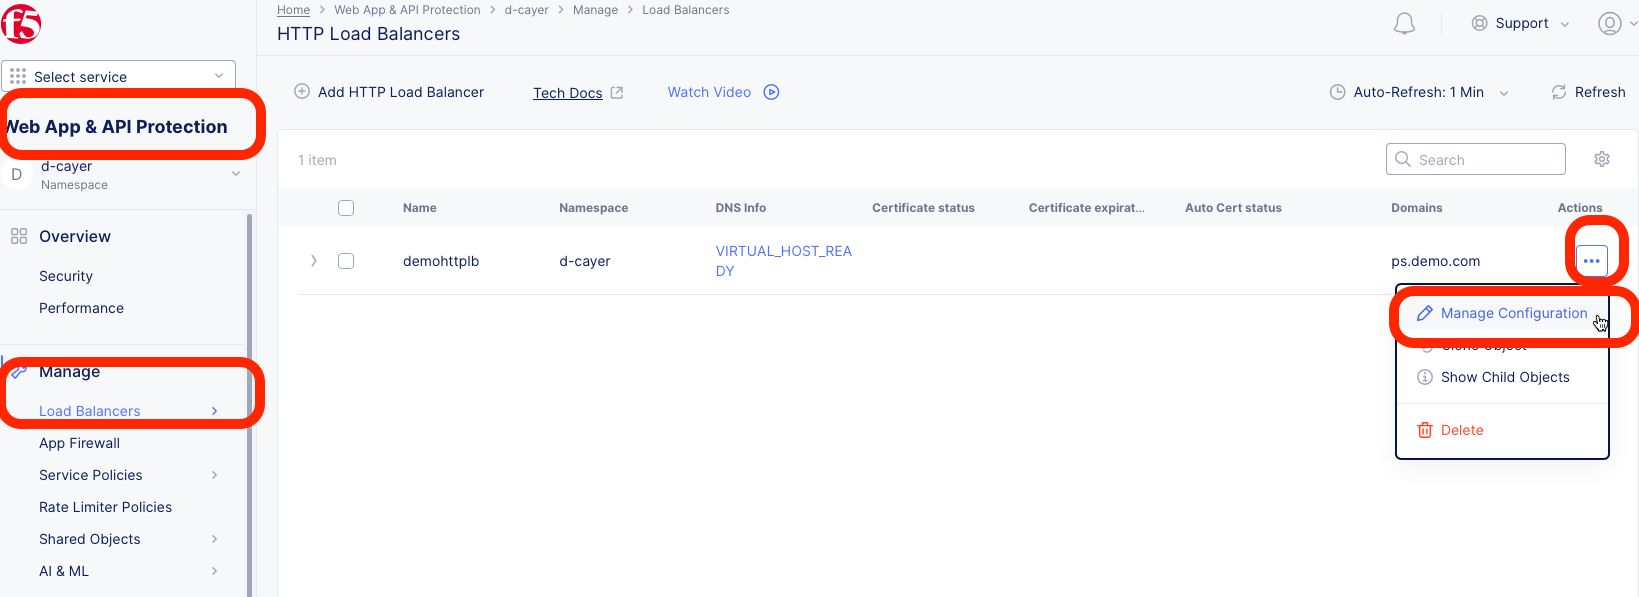 f5
Home > Web App & API Protection > d-cayer > Manage > Load Balancers
HTTP Load Balancers
Support
Select service
Add HTTP Load Balancer
Tech Docs
Watch Video
Auto-Refresh: 1 Min
Refresh
Web App & API Protection
D
d-cayer
Namespace
1 item
Search
Name Namespace DNS Info Certificate status Certificate expirat... Auto Cert status Domains Actions
Overview
Security
Performance
demohttplb d-cayer VIRTUAL_HOST_REA
DY ps.demo.com
Manage Configuration
Clone Object
Show Child Objects
Delete
Manage
Load Balancers
App Firewall
Service Policies
Rate Limiter Policies
Shared Objects
AI & ML